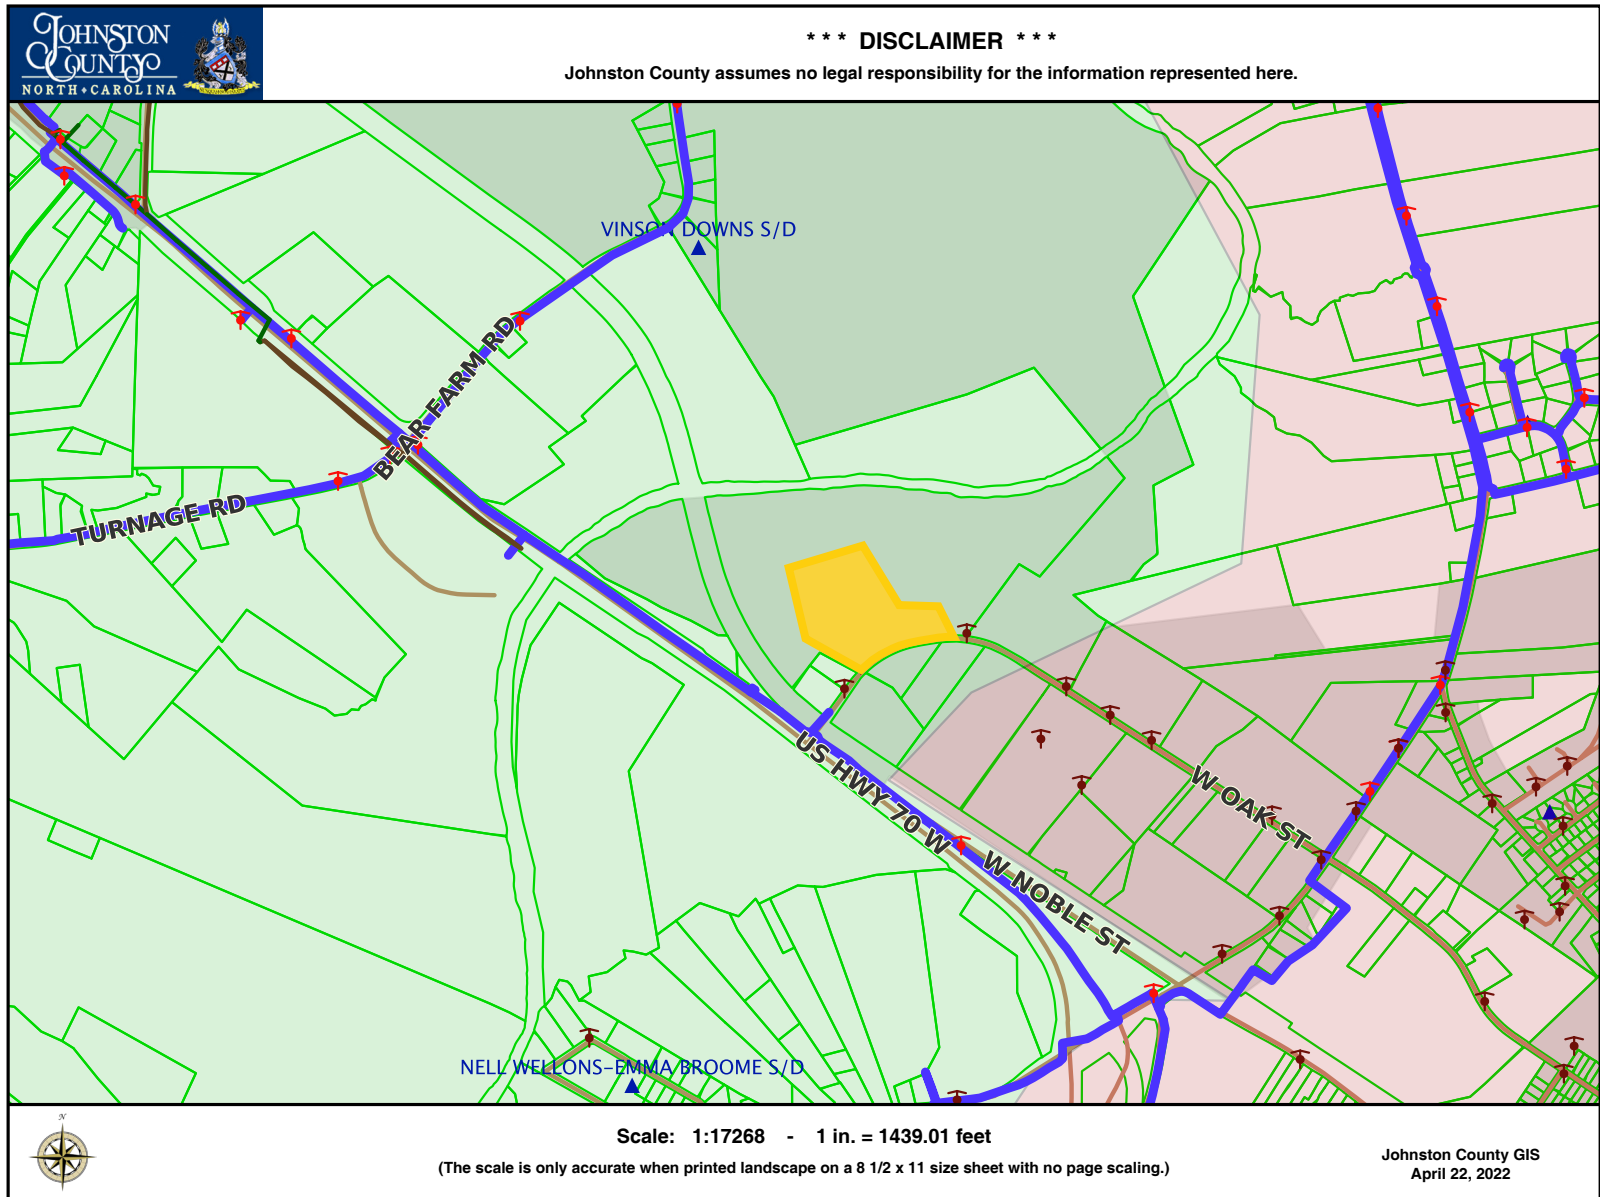 JOHNSTON
COUNTY
NORTH•CAROLINA
* * * DISCLAIMER * * *
Johnston County assumes no legal responsibility for the information represented here.
VINSON DOWNS S/D
BEAR FARM RD
TURNAGE RD
US HWY 70 W
W OAK ST
W NOBLE ST
NELL WELLONS-EMMA BROOME S/D
N
Scale: 1:17268 - 1 in. = 1439.01 feet
(The scale is only accurate when printed landscape on a 8 1/2 x 11 size sheet with no page scaling.)
Johnston County GIS
April 22, 2022